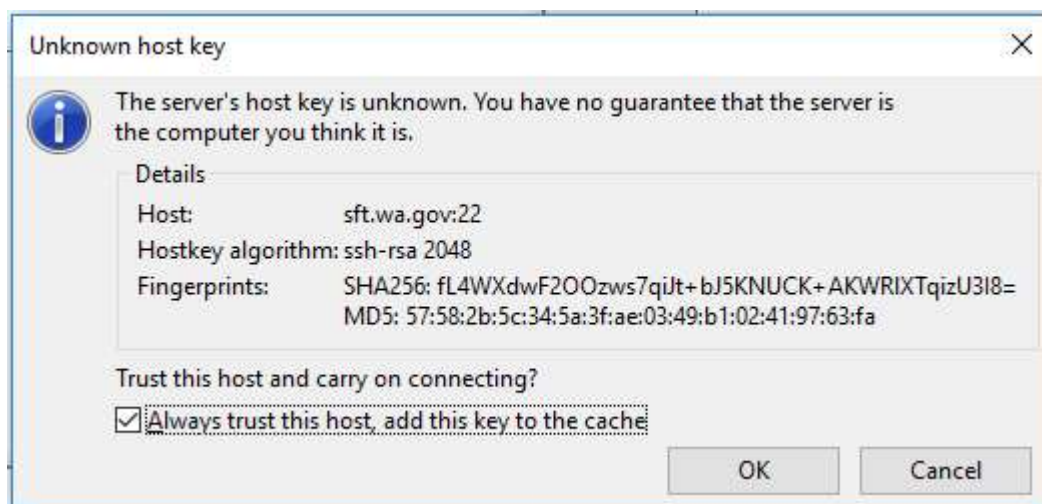 Unknown host key
The server's host key is unknown. You have no guarantee that the server is
the computer you think it is.
Details
Host: sft.wa.gov:22
Hostkey algorithm: ssh-rsa 2048
Fingerprints: SHA256: fL4WXdwF2OOzws7qiJt+bJ5KNUCK+AKWRIXTqizU3I8=
MD5: 57:58:2b:5c:34:5a:3f:ae:03:49:b1:02:41:97:63:fa
Trust this host and carry on connecting?
Always trust this host, add this key to the cache
OK Cancel